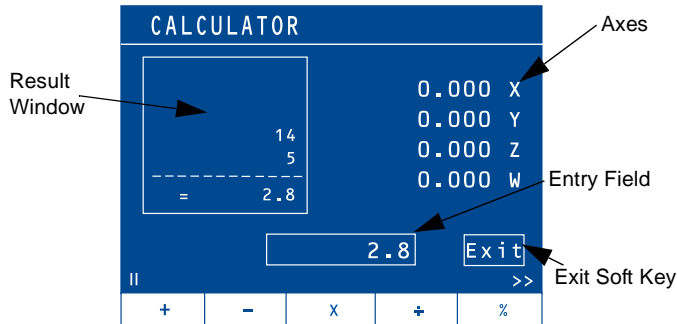 CALCULATOR
Axes
Result
Window
0.000 X
0.000 Y
0.000 Z
0.000 W
14
5
= 2.8
Entry Field
2.8
Exit
Exit Soft Key
II
>>
+ - X ÷ %